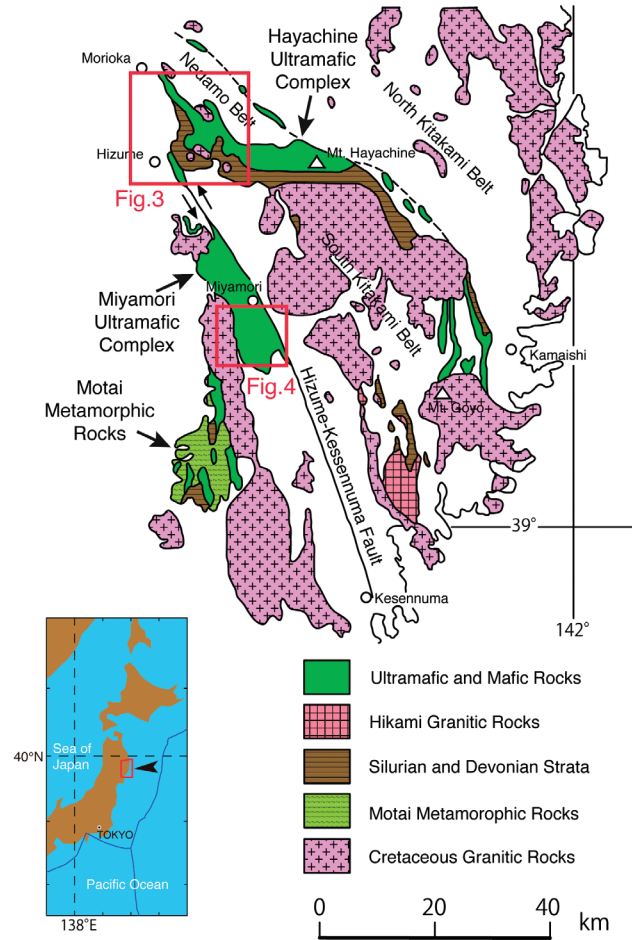 Morioka
Hayachine
Ultramafic
Complex
Neuamo Belt
North Kitakami Belt
Hizume
Mt. Hayachine
Fig.3
South Kitakami Belt
Miyamori
Miyamori
Ultramafic
Complex
Fig.4
Kamaishi
Motai
Metamorphic
Rocks
Mt. Goyo
Hizume-Kessennuma Fault
39°
Kesennuma
142°
Ultramafic and Mafic Rocks
Hikami Granitic Rocks
Silurian and Devonian Strata
Motai Metamorophic Rocks
Cretaceous Granitic Rocks
40°N
Sea of
Japan
TOKYO
Pacific Ocean
138°E
0
20
40
km